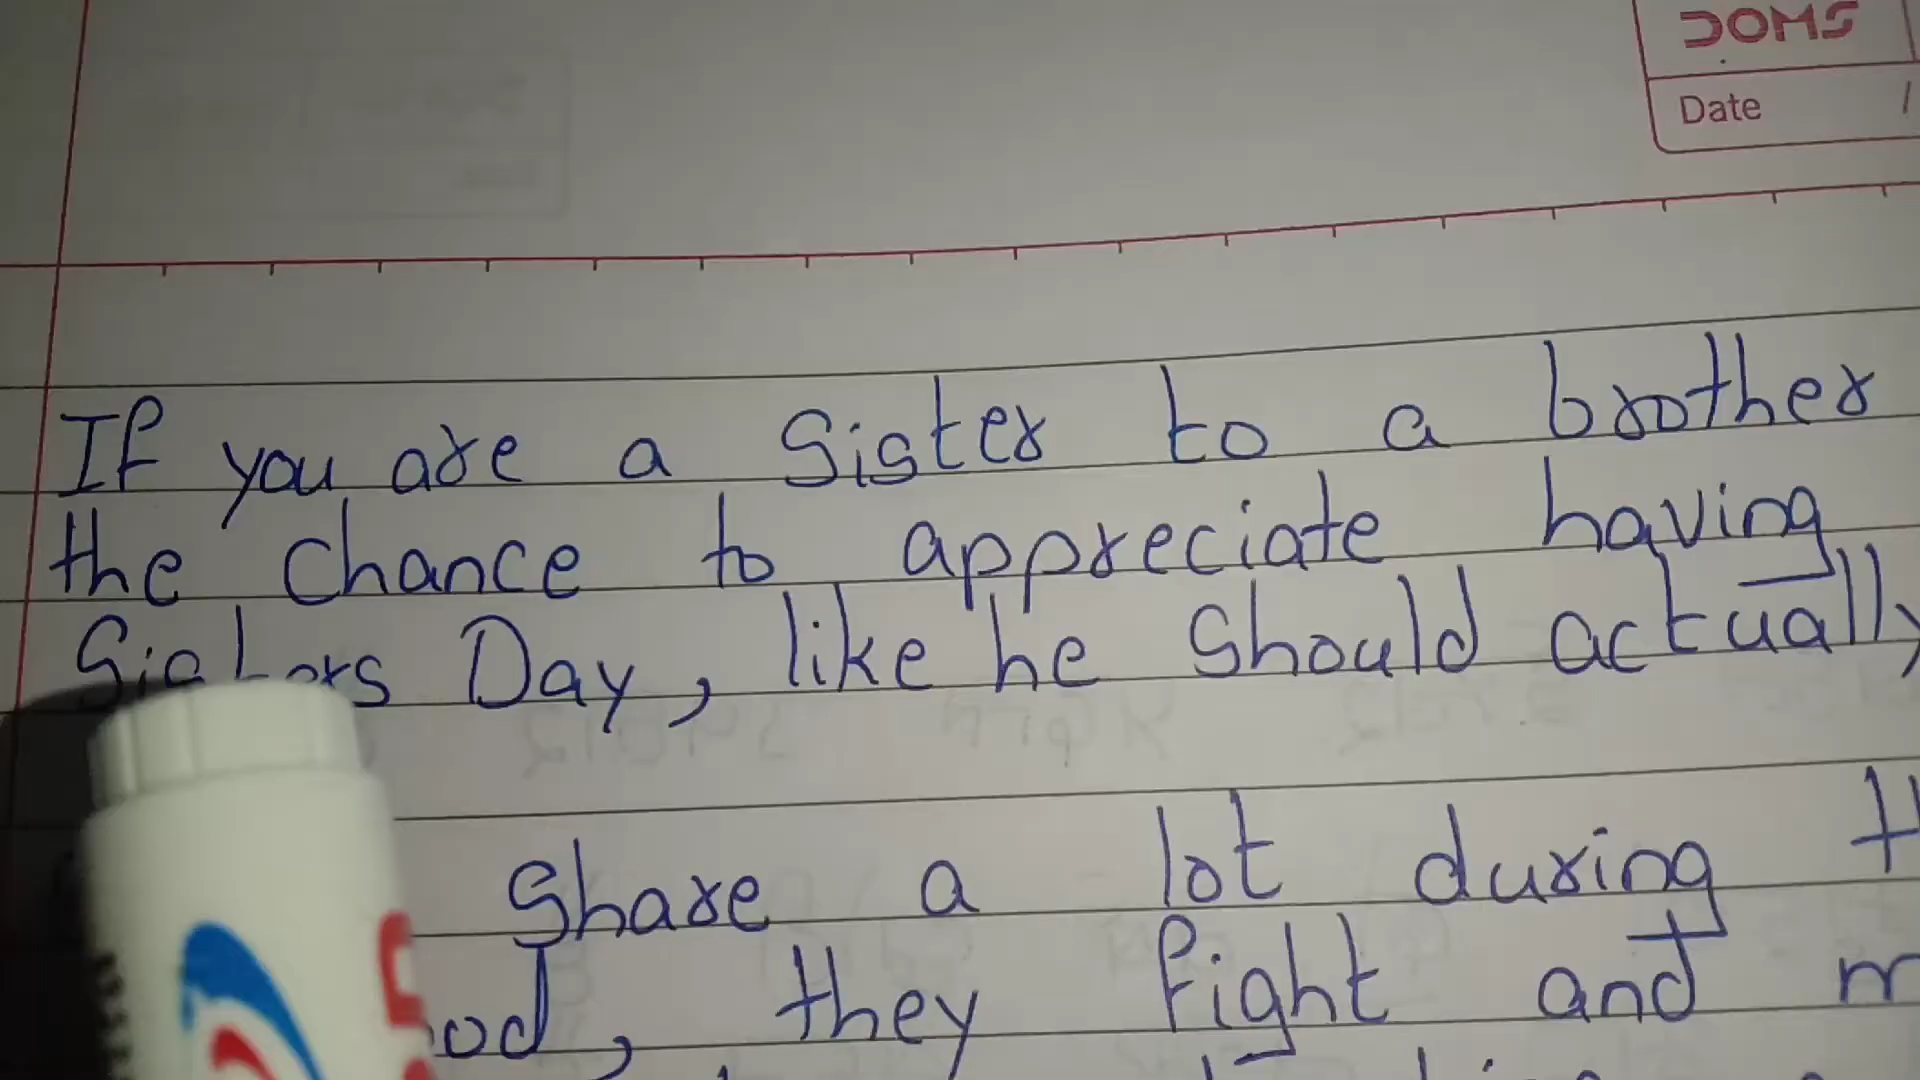 DOMS
Date /
If you are a Sister to a brother
the chance to appreciate having
Sisters Day, like he should actually
Share a lot during
they fight and